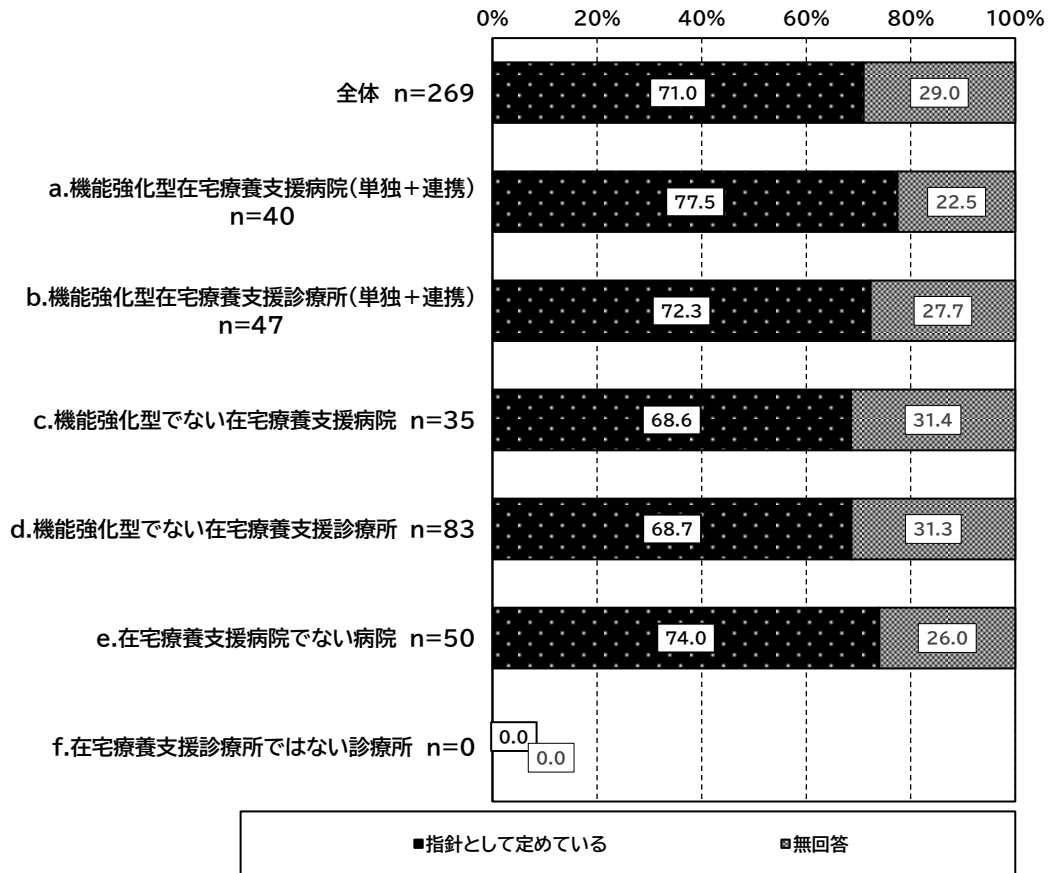 0% 20% 40% 60% 80% 100%
全体 n=269
71.0 29.0
a.機能強化型在宅療養支援病院(単独+連携)
n=40
77.5 22.5
b.機能強化型在宅療養支援診療所(単独+連携)
n=47
72.3 27.7
c.機能強化型でない在宅療養支援病院 n=35
68.6 31.4
d.機能強化型でない在宅療養支援診療所 n=83
68.7 31.3
e.在宅療養支援病院でない病院 n=50
74.0 26.0
f.在宅療養支援診療所ではない診療所 n=0
0.0
0.0
指針として定めている 無回答